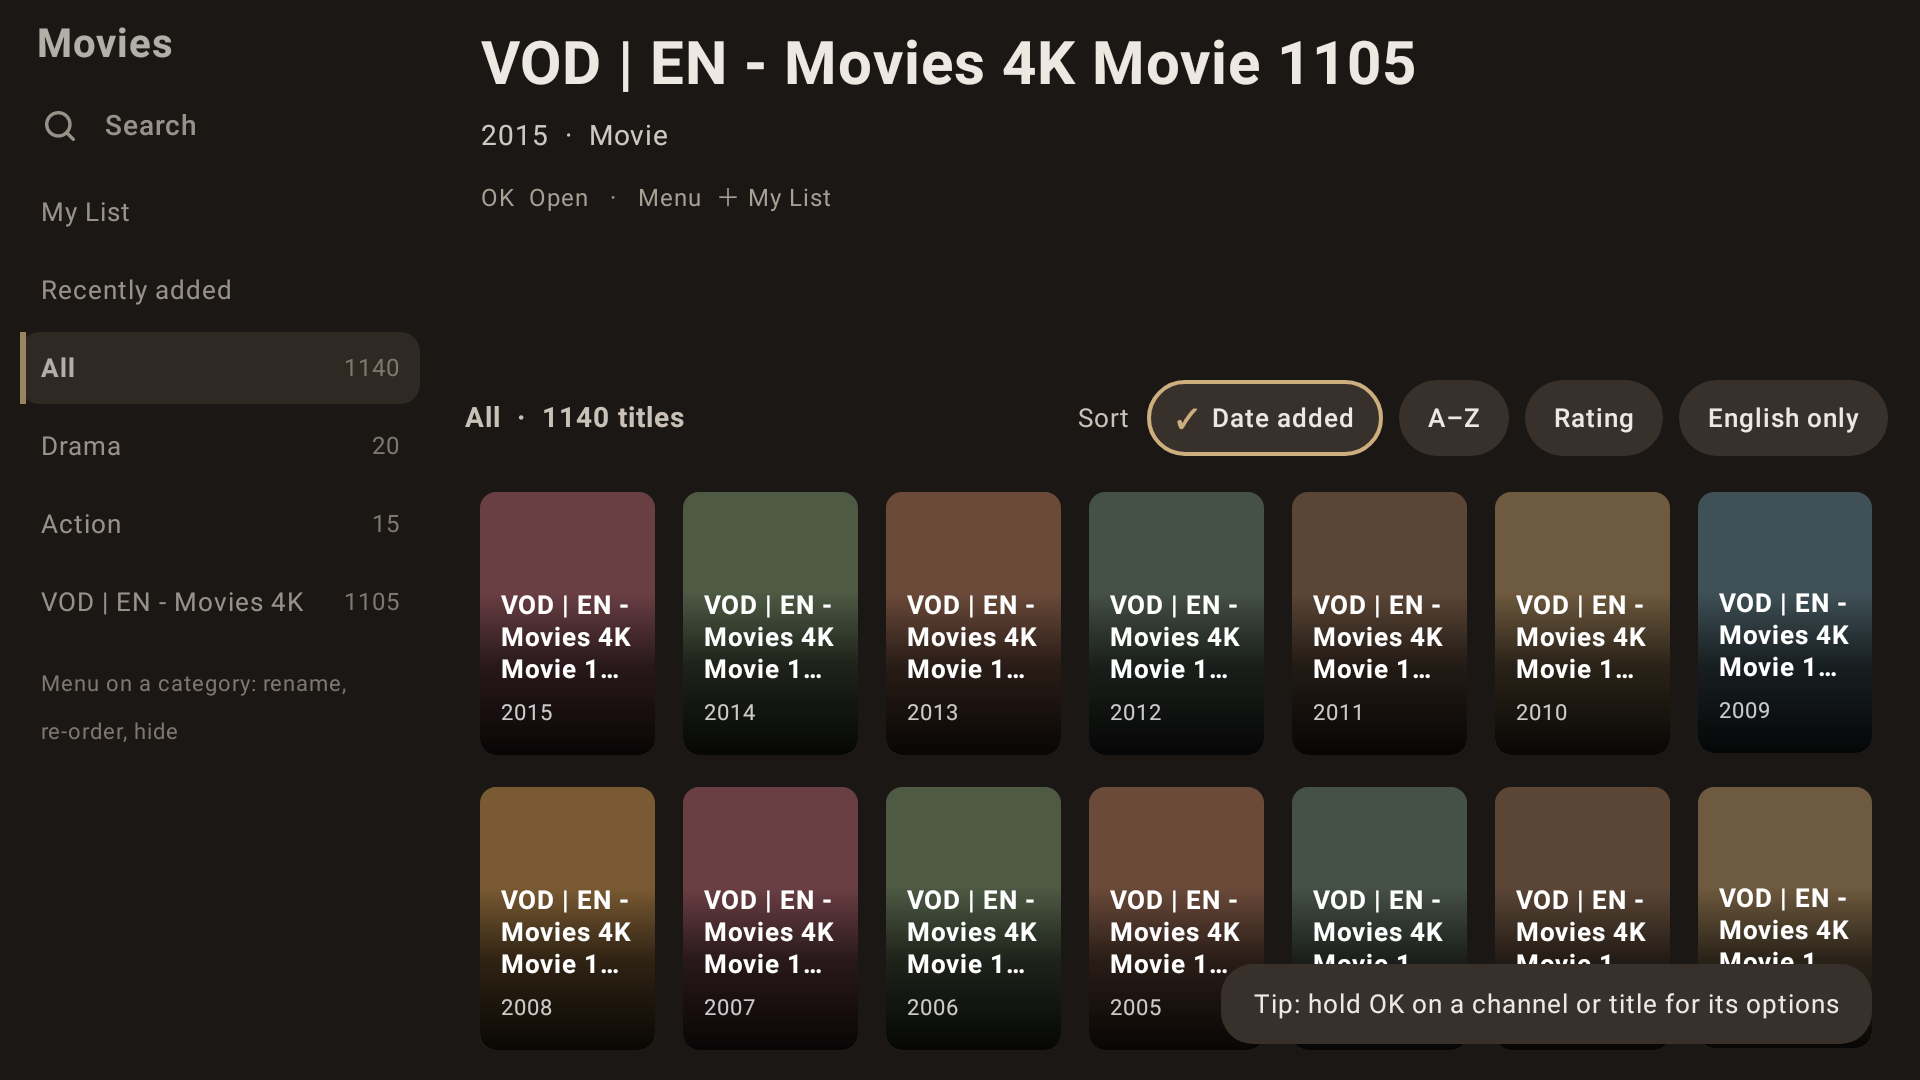 Movies
Search
My List
Recently added
All 1140
Drama 20
Action 15
VOD | EN - Movies 4K 1105
Menu on a category: rename,
re-order, hide
VOD | EN - Movies 4K Movie 1105
2015 · Movie
OK Open · Menu + My List
All · 1140 titles
Sort ✓ Date added A–Z Rating English only
VOD | EN -
Movies 4K
Movie 1...
2015
VOD | EN -
Movies 4K
Movie 1...
2014
VOD | EN -
Movies 4K
Movie 1...
2013
VOD | EN -
Movies 4K
Movie 1...
2012
VOD | EN -
Movies 4K
Movie 1...
2011
VOD | EN -
Movies 4K
Movie 1...
2010
VOD | EN -
Movies 4K
Movie 1...
2009
VOD | EN -
Movies 4K
Movie 1...
2008
VOD | EN -
Movies 4K
Movie 1...
2007
VOD | EN -
Movies 4K
Movie 1...
2006
VOD | EN -
Movies 4K
Movie 1...
2005
VOD | EN -
Movies 4K
Movie 1
VOD | EN -
Movies 4K
Movie 1
VOD | EN -
Movies 4K
Movie 1
Tip: hold OK on a channel or title for its options